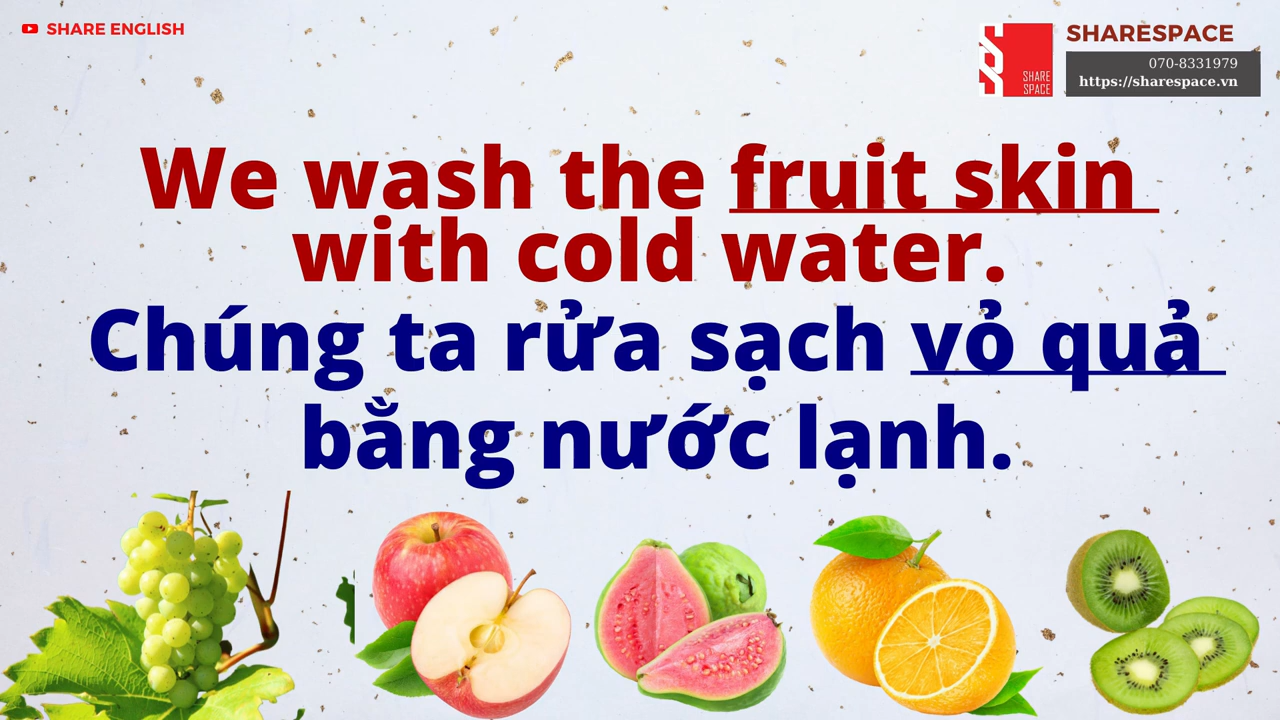 SHARE ENGLISH
SHARE SPACE
SHARESPACE
070-8331979
https://sharespace.vn
We wash the fruit skin
with cold water.
Chúng ta rửa sạch vỏ quả
bằng nước lạnh.